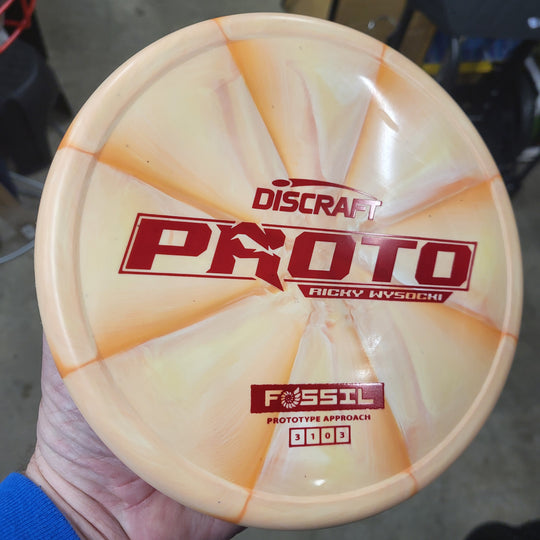 DISCRAFT
PROTO
RICKY WYSOCKI
FOSSIL
PROTOTYPE APPROACH
3 1 0 3